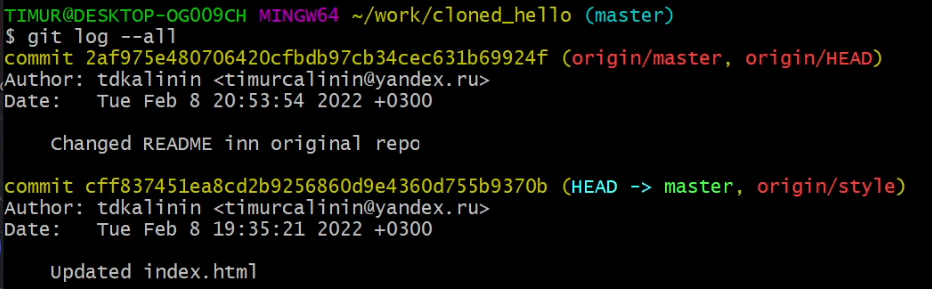 TIMUR@DESKTOP-OG009CH MINGW64 ~/work/cloned_hello (master)
$ git log --all
commit 2af975e480706420cfbdb97cb34cec631b69924f (origin/master, origin/HEAD)
Author: tdkalinin <timurcalinin@yandex.ru>
Date:   Tue Feb 8 20:53:54 2022 +0300
Changed README inn original repo
commit cff837451ea8cd2b9256860d9e4360d755b9370b (HEAD -> master, origin/style)
Author: tdkalinin <timurcalinin@yandex.ru>
Date:   Tue Feb 8 19:35:21 2022 +0300
Updated index.html